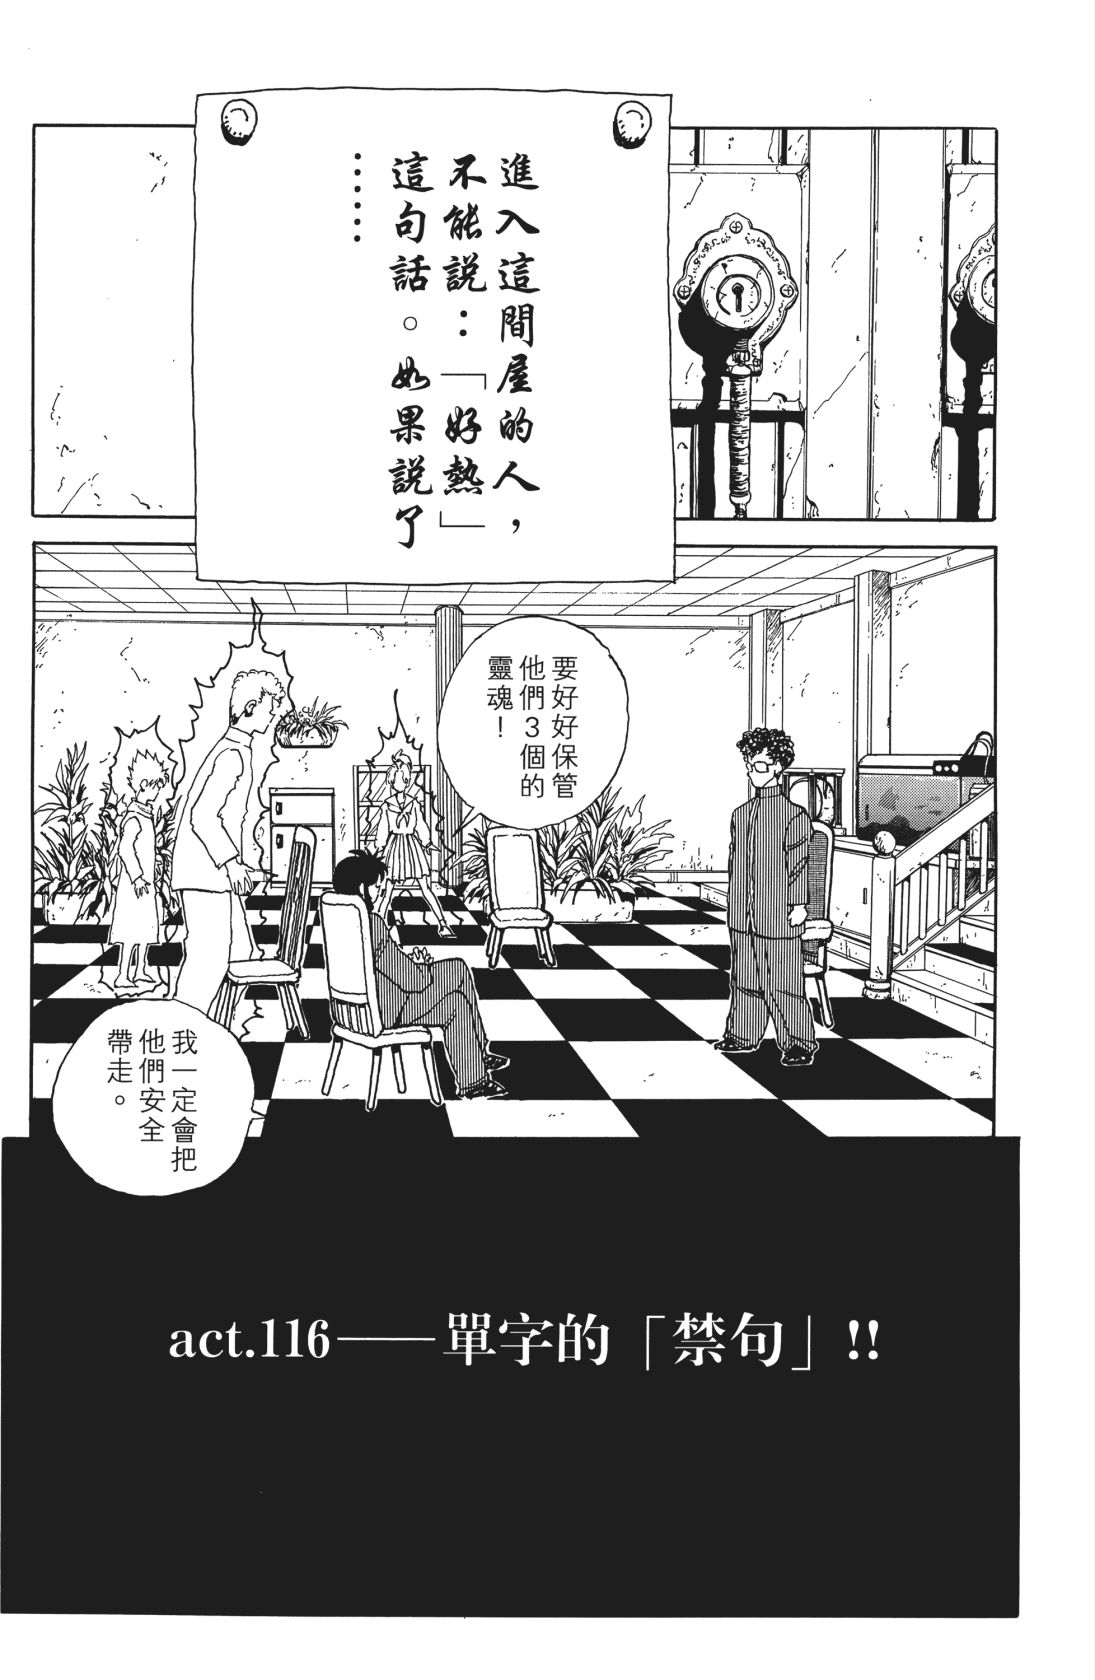 進入這間屋的人，
不能說：「好熱」
這句話。如果說了
……
要好好保管
他們3個的
靈魂！
我一定會把
他們安全
帶走。
act.116——單字的「禁句」!!